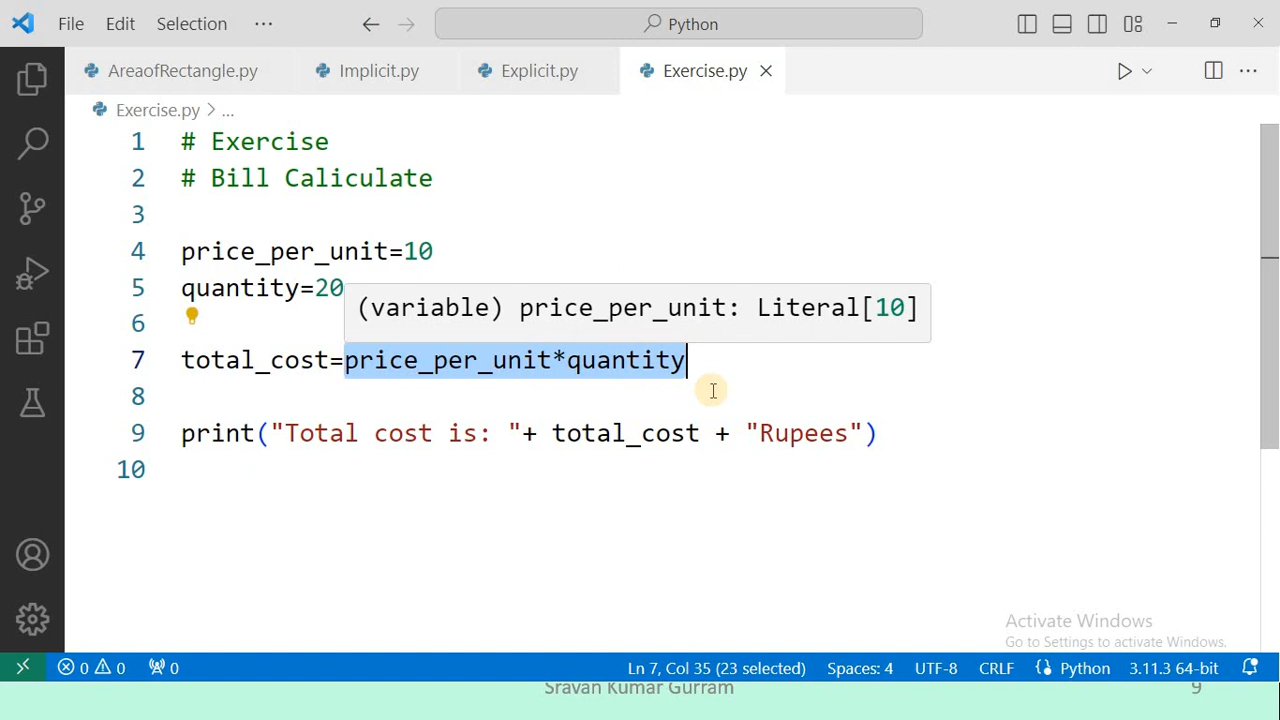 File Edit Selection ··· Python
AreaofRectangle.py Implicit.py Explicit.py Exercise.py
Exercise.py > ...
1 # Exercise
2 # Bill Caliculate
3
4 price_per_unit=10
5 quantity=20
(variable) price_per_unit: Literal[10]
6
7 total_cost=price_per_unit*quantity
8
9 print("Total cost is: "+ total_cost + "Rupees")
10
Activate Windows
Go to Settings to activate Windows.
0 0 0 Ln 7, Col 35 (23 selected) Spaces: 4 UTF-8 CRLF Python 3.11.3 64-bit
Sravan Kumar Gurram 9